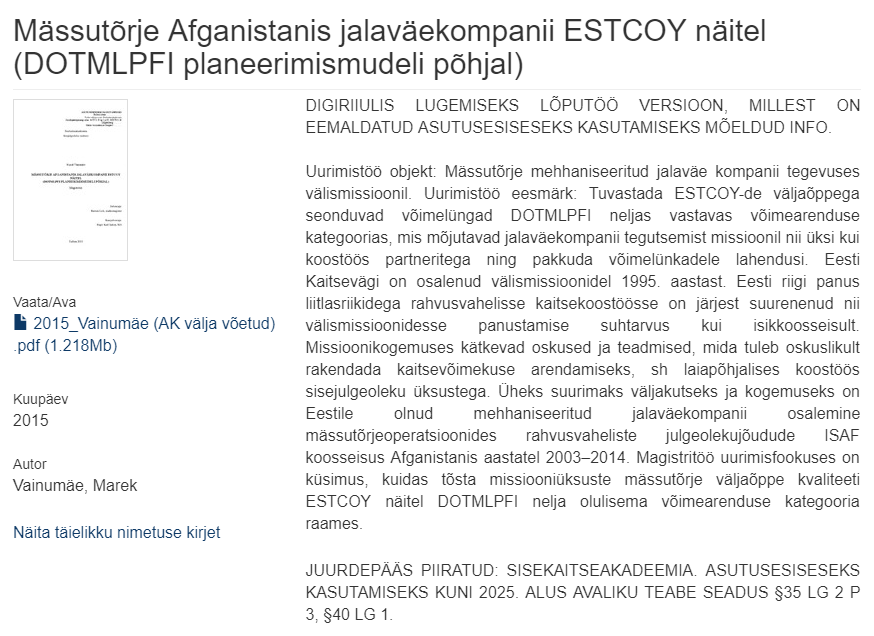 Mässutõrje Afganistanis jalaväekompanii ESTCOY näitel
(DOTMLPFI planeerimismudeli põhjal)
DIGIRIIULIS LUGEMISEKS LÕPUTÖÖ VERSIOON, MILLEST ON
EEMALDATUD ASUTUSESISESEKS KASUTAMISEKS MÕELDUD INFO.
Uurimistöö objekt: Mässutõrje mehhaniseeritud jalaväe kompanii tegevuses
välismissioonil. Uurimistöö eesmärk: Tuvastada ESTCOY-de väljaõppega
seonduvad võimelüngad DOTMLPFI neljas vastavas võimearenduse
kategoorias, mis mõjutavad jalaväekompanii tegutsemist missioonil nii üksi kui
koostöös partneritega ning pakkuda võimelünkadele lahendusi. Eesti
Kaitsevägi on osalenud välismissioonidel 1995. aastast. Eesti riigi panus
liitlasriikidega rahvusvahelisse kaitsekoostöösse on järjest suurenenud nii
välismissioonidesse panustamise suhtarvus kui isikkoosseisult.
Missioonikogemuses kätkevad oskused ja teadmised, mida tuleb oskuslikult
rakendada kaitsevõimekuse arendamiseks, sh laiapõhjalises koostöös
sisejulgeoleku üksustega. Üheks suurimaks väljakutseks ja kogemuseks on
Eestile olnud mehhaniseeritud jalaväekompanii osalemine
mässutõrjeoperatsioonides rahvusvaheliste julgeolekujõudude ISAF
koosseisus Afganistanis aastatel 2003–2014. Magistritöö uurimisfookuses on
küsimus, kuidas tõsta missiooniüksuste mässutõrje väljaõppe kvaliteeti
ESTCOY näitel DOTMLPFI nelja olulisema võimearenduse kategooria
raames.
JUURDEPÄÄS PIIRATUD: SISEKAITSEAKADEEMIA. ASUTUSESISESEKS
KASUTAMISEKS KUNI 2025. ALUS AVALIKU TEABE SEADUS §35 LG 2 P
3, §40 LG 1.
Vaata/Ava
2015_Vainumäe (AK välja võetud)
.pdf (1.218Mb)
Kuupäev
2015
Autor
Vainumäe, Marek
Näita täielikku nimetuse kirjet